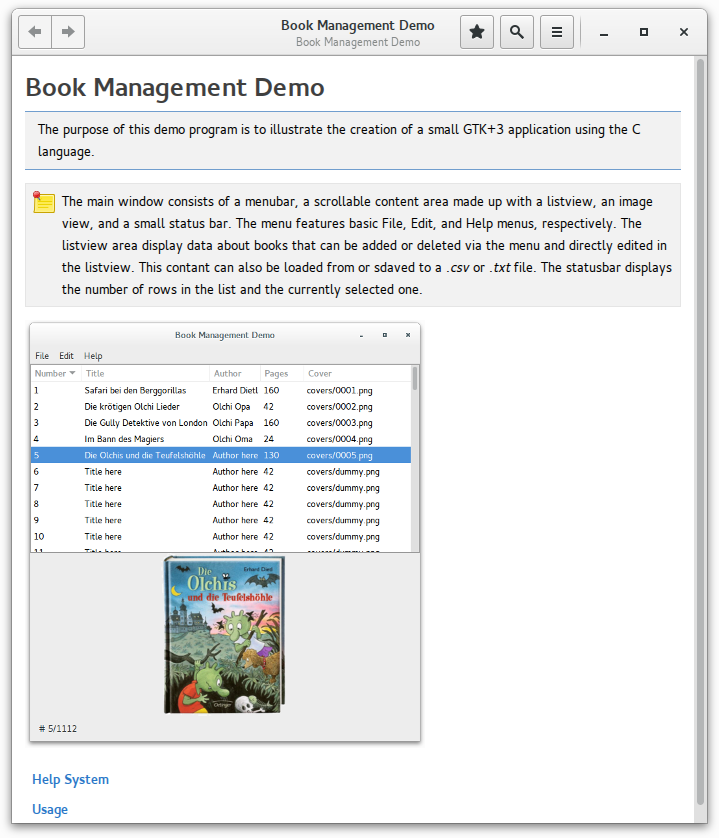 Book Management Demo
Book Management Demo
Book Management Demo
The purpose of this demo program is to illustrate the creation of a small GTK+3 application using the C
language.
The main window consists of a menubar, a scrollable content area made up with a listview, an image
view, and a small status bar. The menu features basic File, Edit, and Help menus, respectively. The
listview area display data about books that can be added or deleted via the menu and directly edited in
the listview. This contant can also be loaded from or sdaved to a .csv or .txt file. The statusbar displays
the number of rows in the list and the currently selected one.
Book Management Demo
File Edit Help
Number Title Author Pages Cover
1 Safari bei den Berggorillas Erhard Dietl 160 covers/0001.png
2 Die krötigen Olchi Lieder Olchi Opa 42 covers/0002.png
3 Die Gully Detektive von London Olchi Papa 160 covers/0003.png
4 Im Bann des Magiers Olchi Oma 24 covers/0004.png
5 Die Olchis und die Teufelshöhle Author here 130 covers/0005.png
6 Title here Author here 42 covers/dummy.png
7 Title here Author here 42 covers/dummy.png
8 Title here Author here 42 covers/dummy.png
9 Title here Author here 42 covers/dummy.png
10 Title here Author here 42 covers/dummy.png
11 Title here Author here 42 covers/dummy.png
Erhard Dietl
Die
Olchis
und die Teufelshöhle
Oetinger
# 5/1112
Help System
Usage